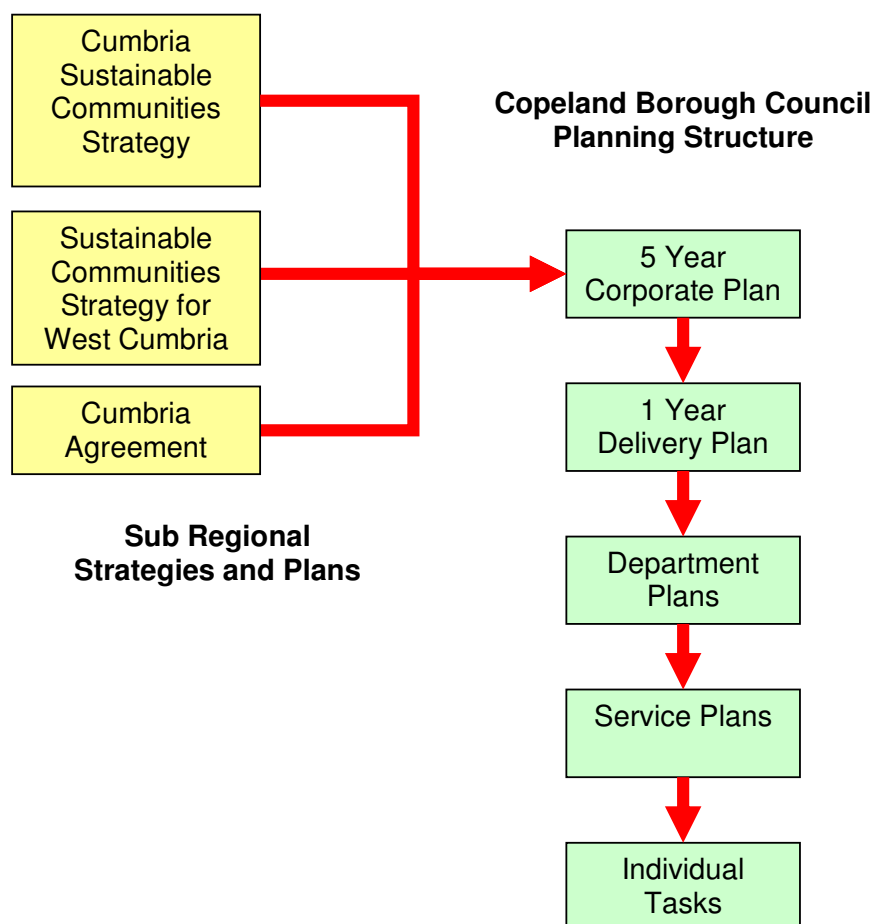 Cumbria
Sustainable
Communities
Strategy
Copeland Borough Council
Planning Structure
Sustainable
Communities
Strategy for
West Cumbria
5 Year
Corporate Plan
Cumbria
Agreement
1 Year
Delivery Plan
Sub Regional
Strategies and Plans
Department
Plans
Service Plans
Individual
Tasks